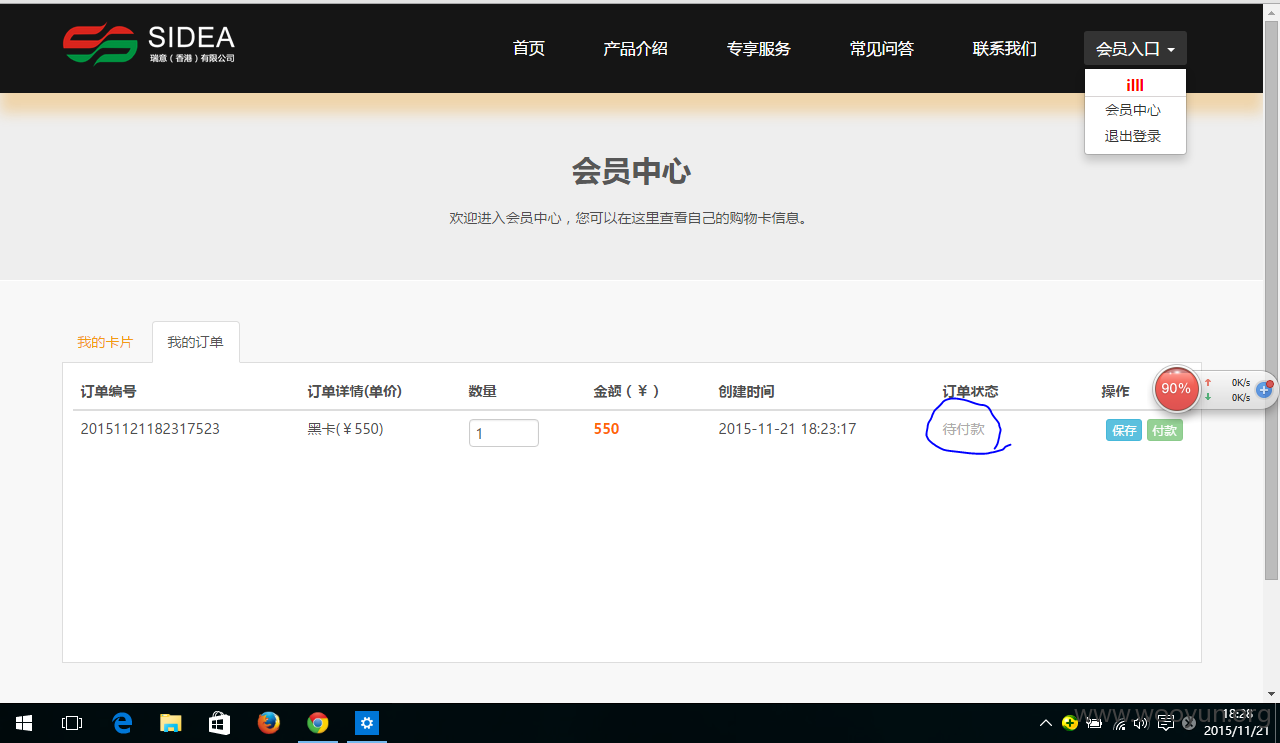 SIDEA
瑞意（香港）有限公司
首页 产品介绍 专享服务 常见问答 联系我们 会员入口
illl
会员中心
退出登录
会员中心
欢迎进入会员中心，您可以在这里查看自己的购物卡信息。
我的卡片 我的订单
订单编号 订单详情(单价) 数量 金额（￥） 创建时间 订单状态 操作
20151121182317523 黑卡(￥550) 1 550 2015-11-21 18:23:17 待付款 保存 付款
90%
0K/s
0K/s
www.wooyun.org
18:26
2015/11/21